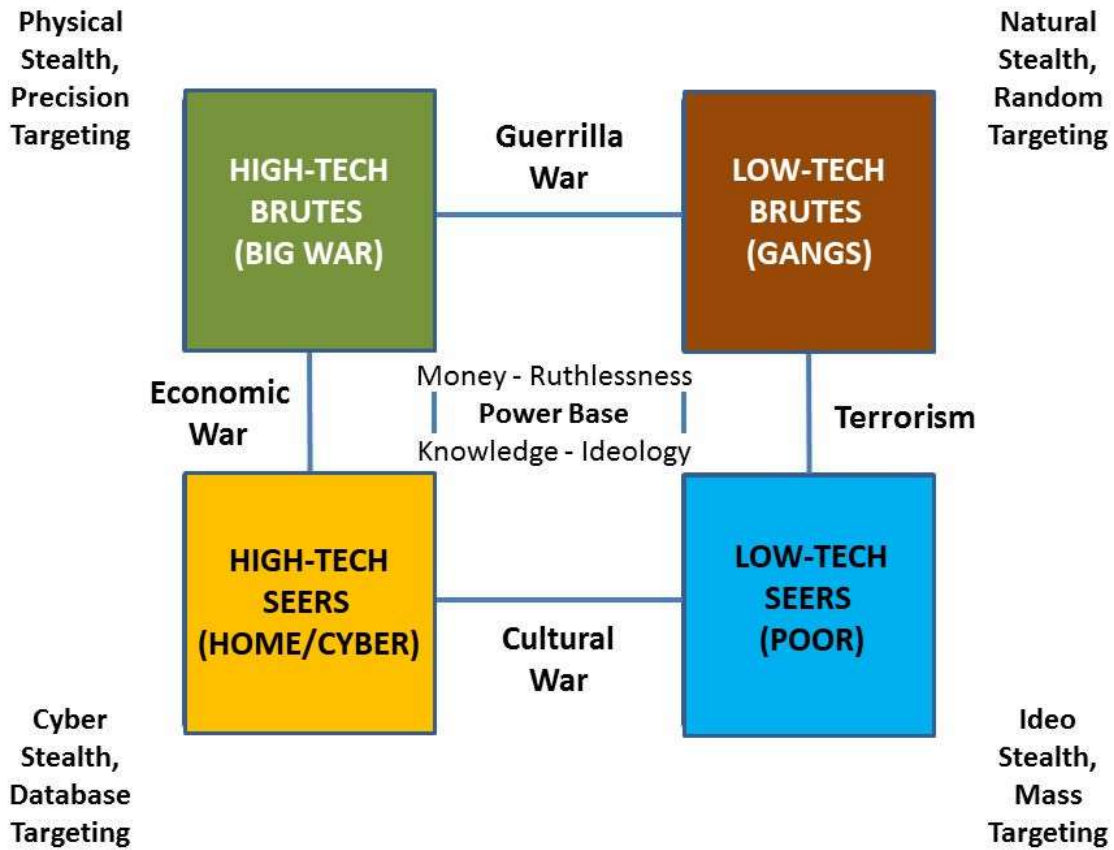 Physical
Stealth,
Precision
Targeting
Natural
Stealth,
Random
Targeting
HIGH-TECH
BRUTES
(BIG WAR)
Guerrilla
War
LOW-TECH
BRUTES
(GANGS)
Economic
War
Money - Ruthlessness
Power Base
Knowledge - Ideology
Terrorism
HIGH-TECH
SEERS
(HOME/CYBER)
Cultural
War
LOW-TECH
SEERS
(POOR)
Cyber
Stealth,
Database
Targeting
Ideo
Stealth,
Mass
Targeting